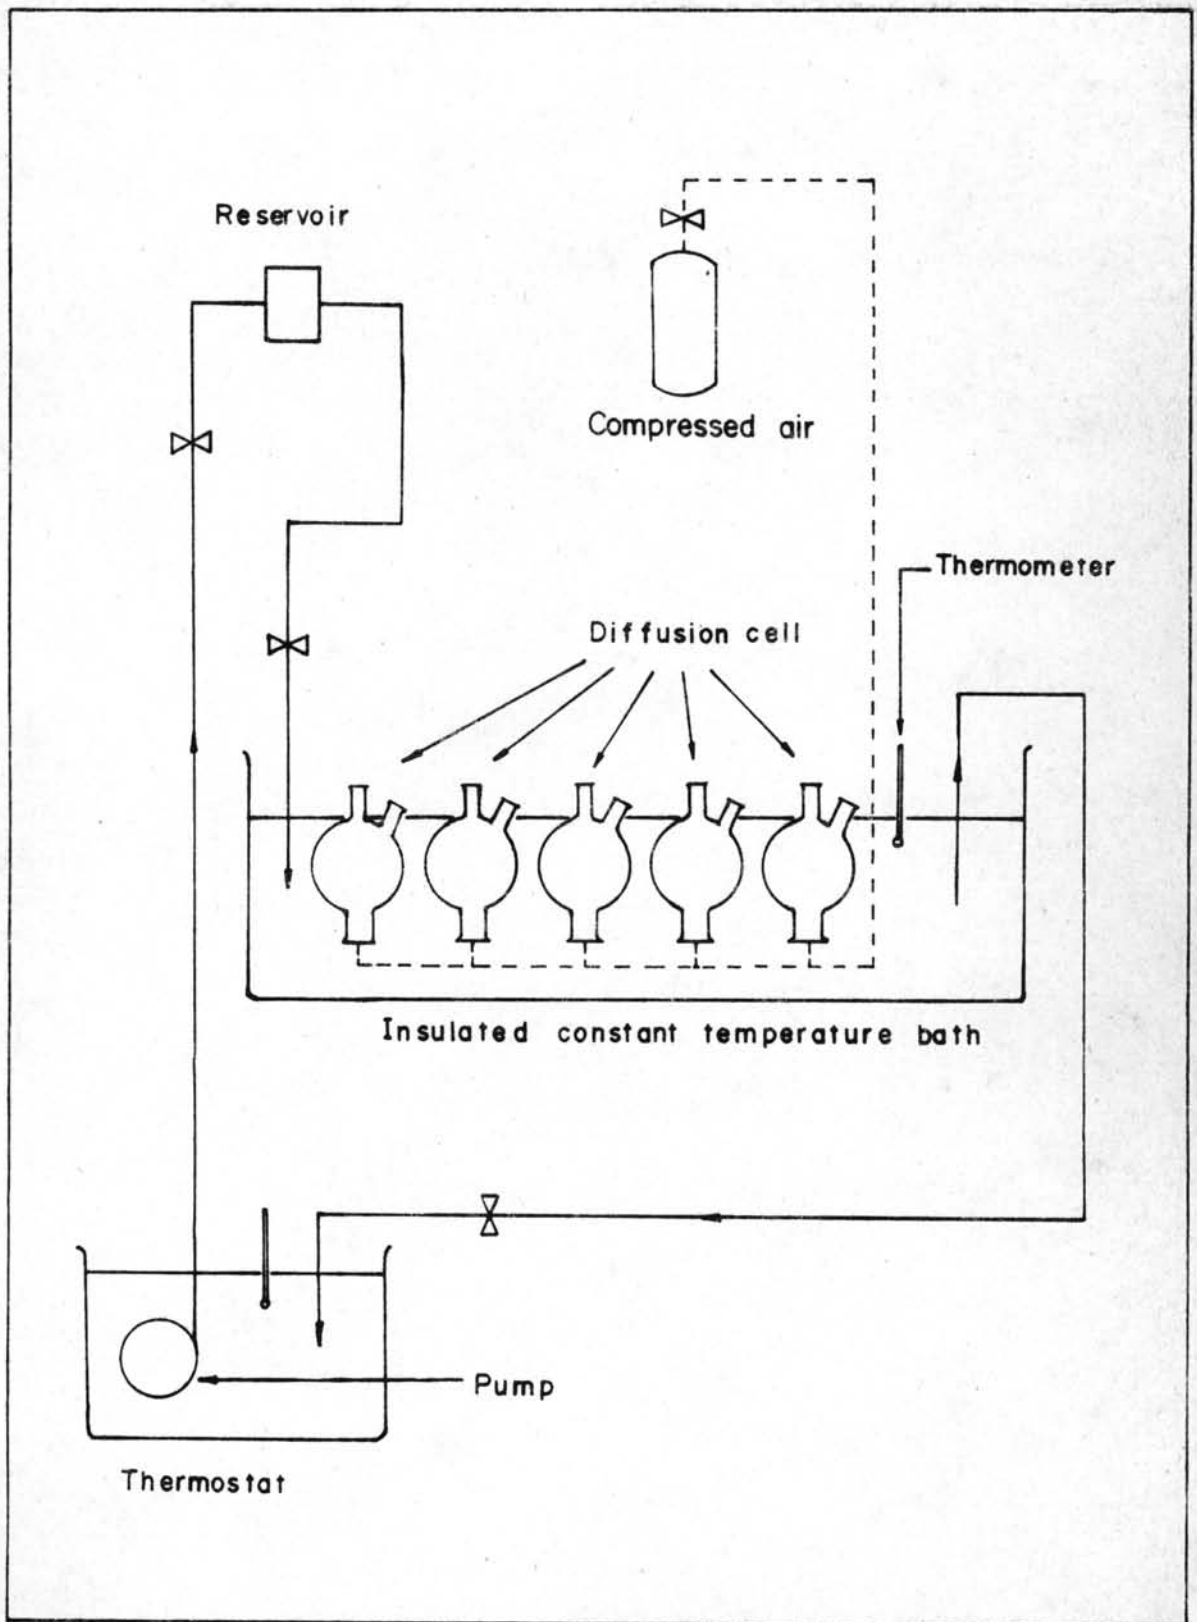 Reservoir
Compressed air
Thermometer
Diffusion cell
Insulated constant temperature bath
Pump
Thermostat